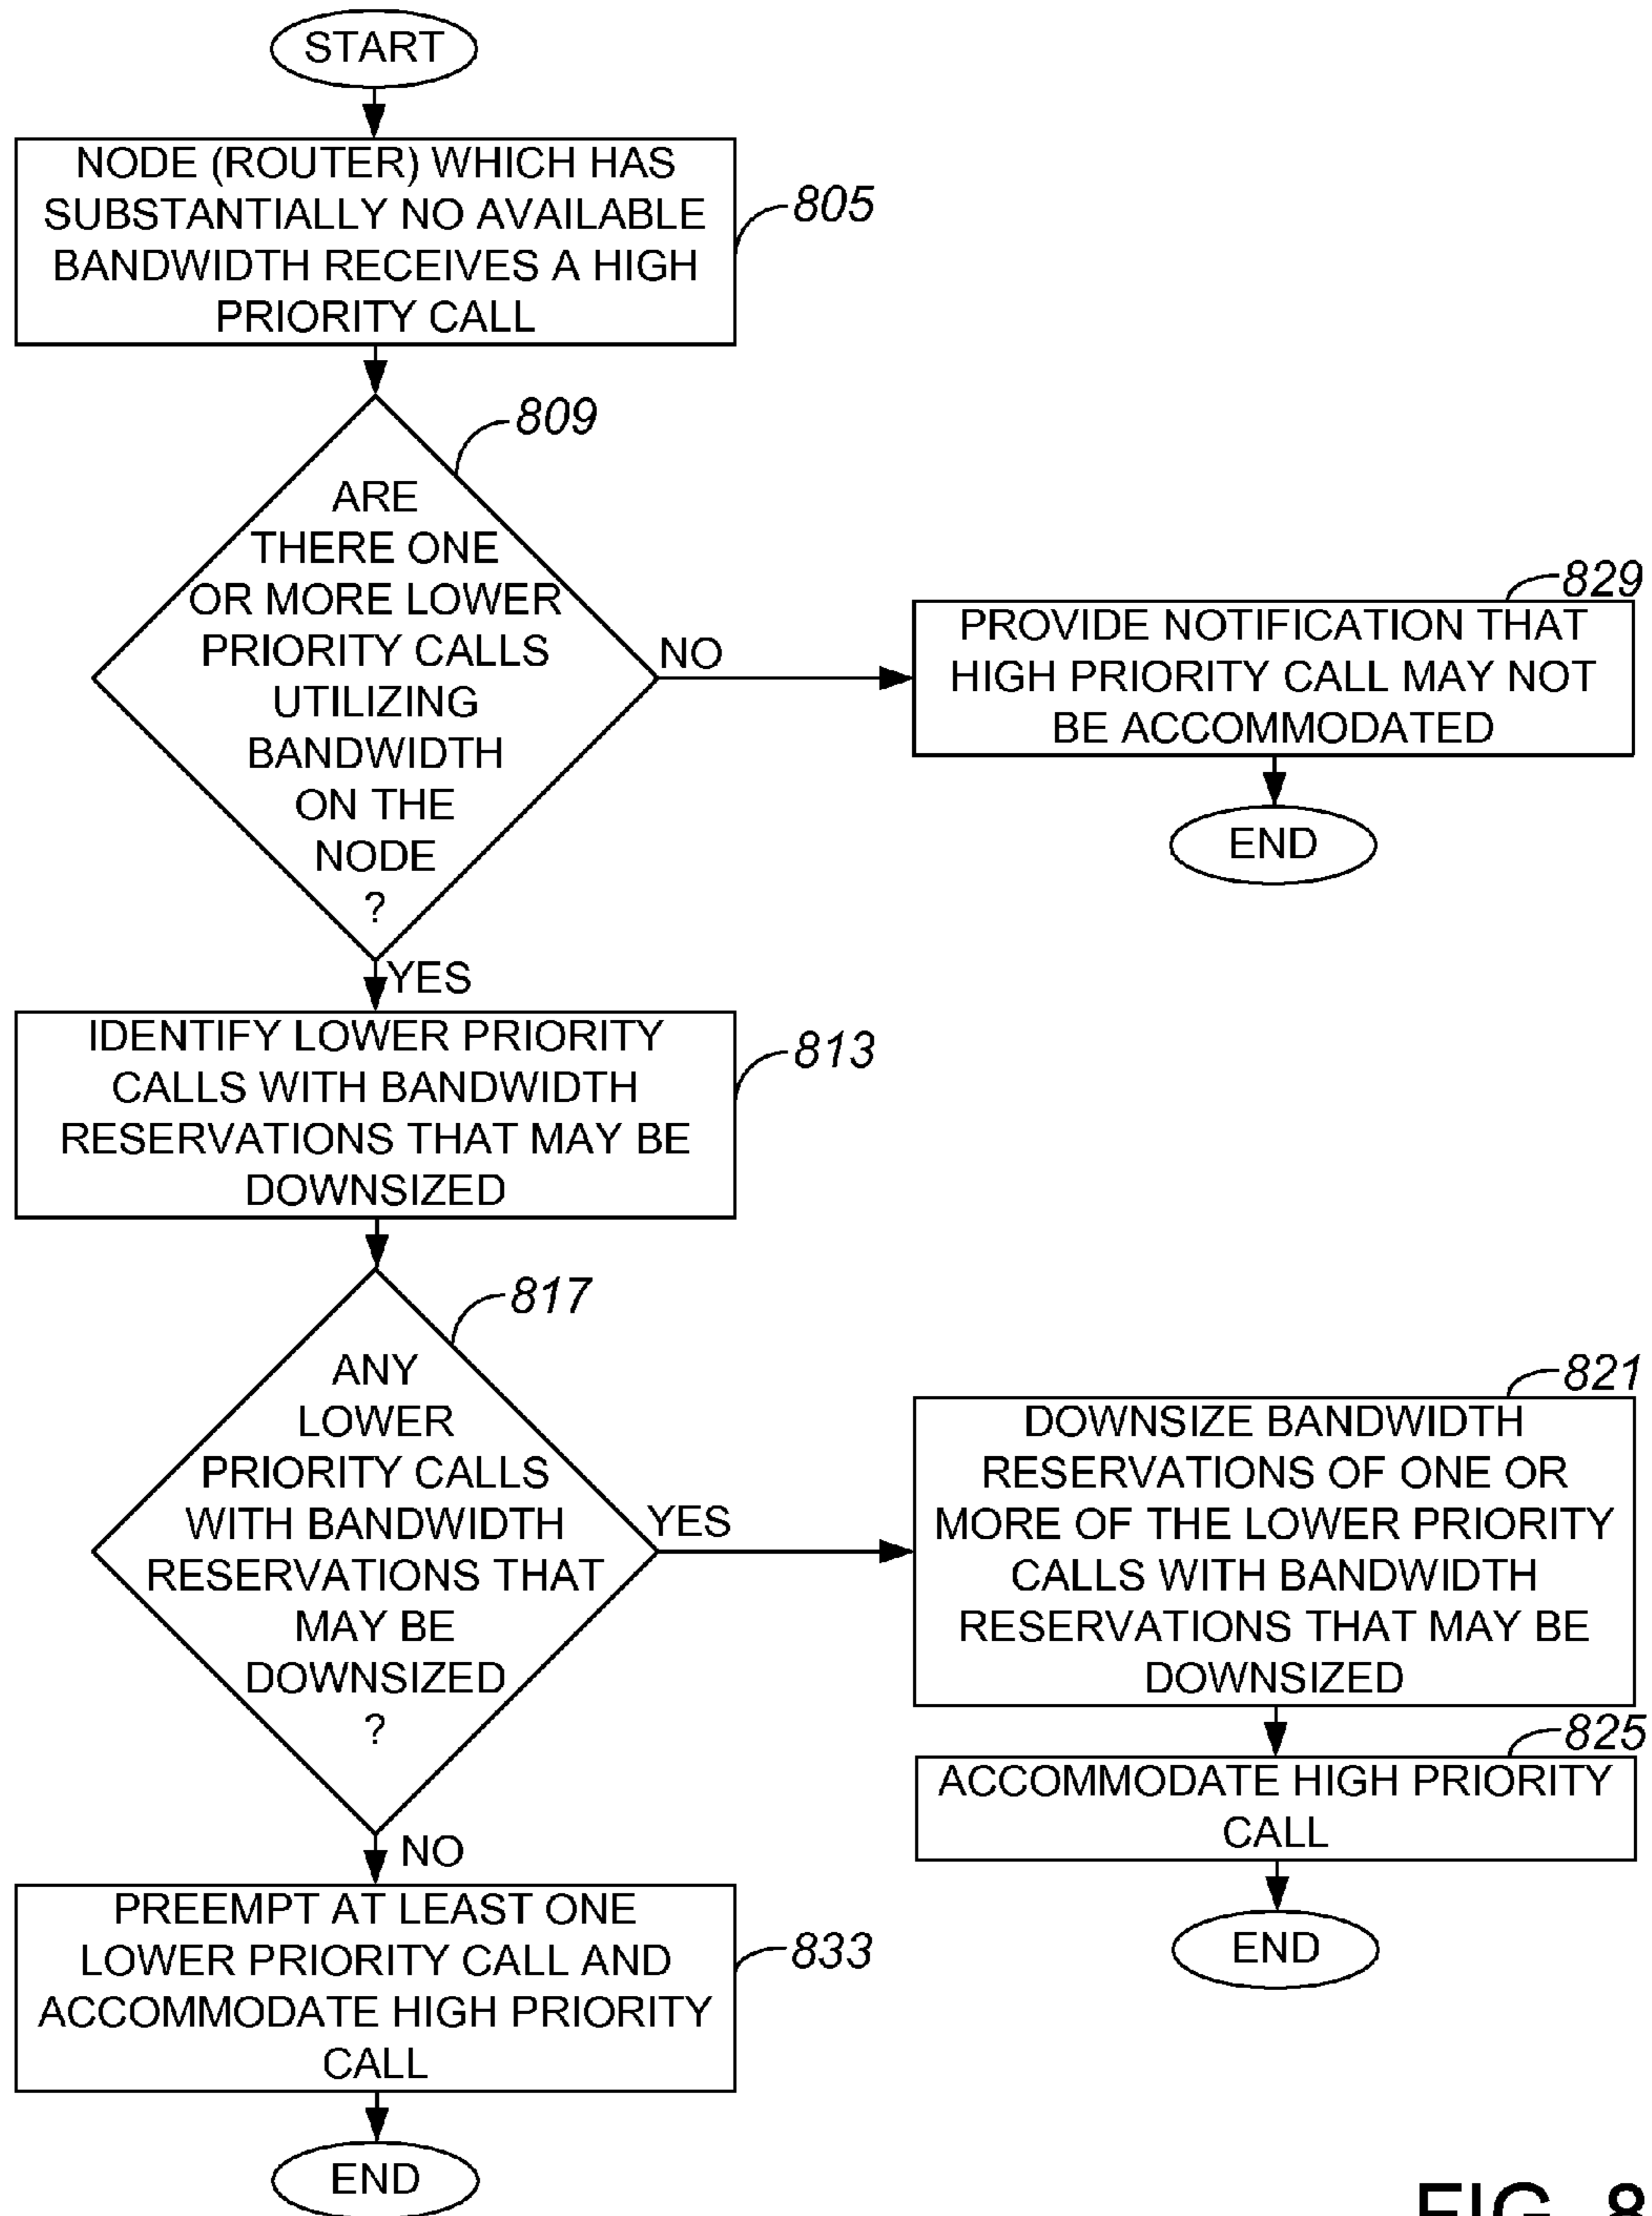 START
NODE (ROUTER) WHICH HAS
SUBSTANTIALLY NO AVAILABLE
BANDWIDTH RECEIVES A HIGH
PRIORITY CALL
805
809
ARE
THERE ONE
OR MORE LOWER
PRIORITY CALLS
UTILIZING
BANDWIDTH
ON THE
NODE
?
NO
829
PROVIDE NOTIFICATION THAT
HIGH PRIORITY CALL MAY NOT
BE ACCOMMODATED
END
YES
IDENTIFY LOWER PRIORITY
CALLS WITH BANDWIDTH
RESERVATIONS THAT MAY BE
DOWNSIZED
813
817
ANY
LOWER
PRIORITY CALLS
WITH BANDWIDTH
RESERVATIONS THAT
MAY BE
DOWNSIZED
?
YES
821
DOWNSIZE BANDWIDTH
RESERVATIONS OF ONE OR
MORE OF THE LOWER PRIORITY
CALLS WITH BANDWIDTH
RESERVATIONS THAT MAY BE
DOWNSIZED
825
ACCOMMODATE HIGH PRIORITY
CALL
END
NO
PREEMPT AT LEAST ONE
LOWER PRIORITY CALL AND
ACCOMMODATE HIGH PRIORITY
CALL
833
END
FIG. 8